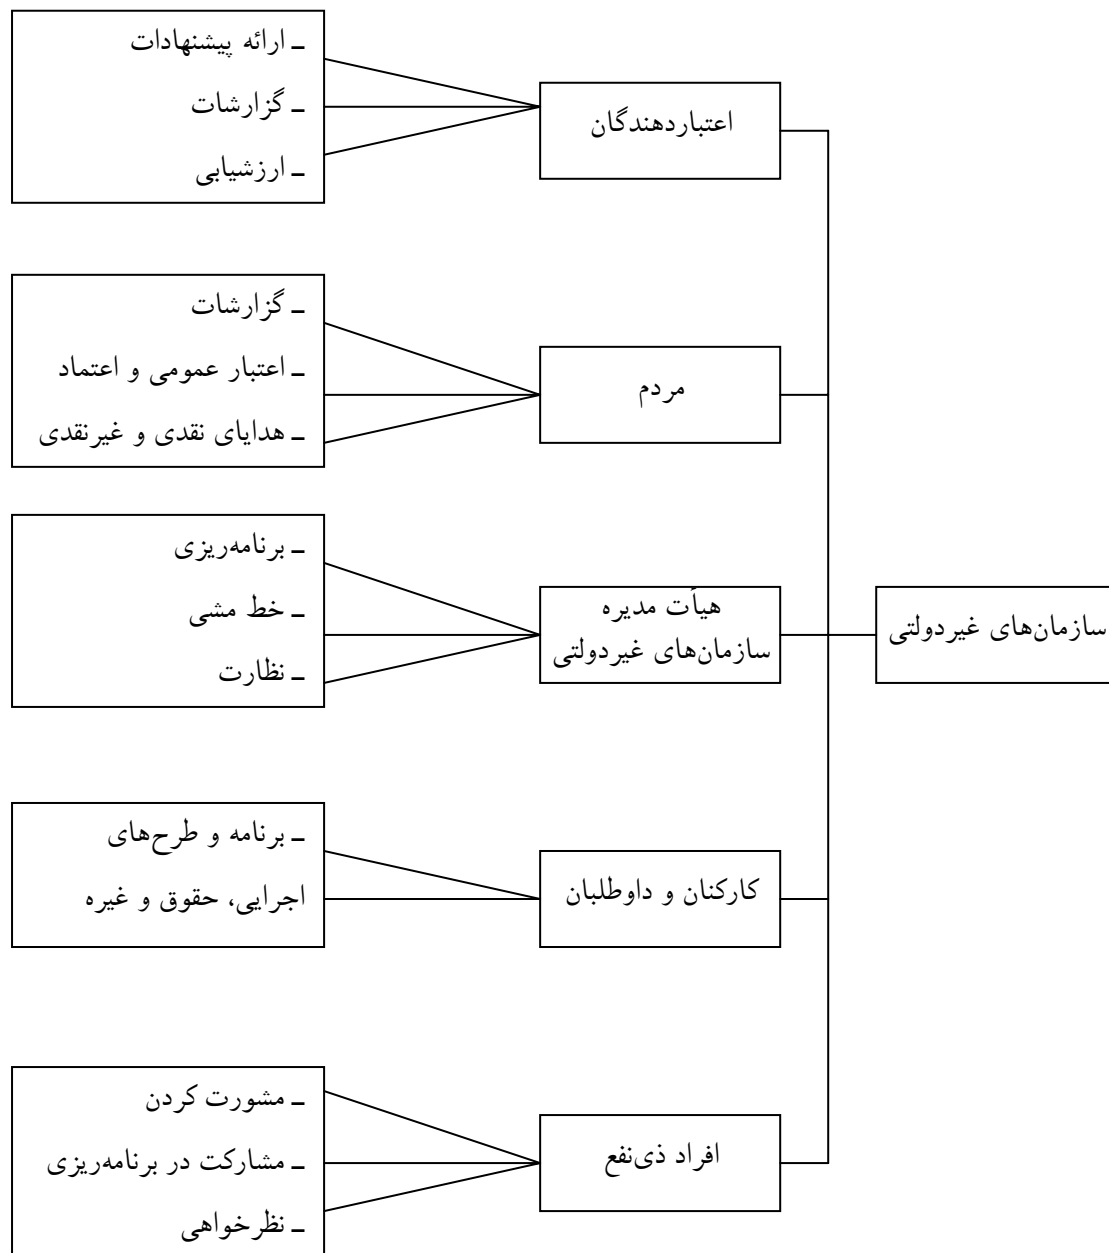 سازمان‌های غیردولتی
اعتباردهندگان
ـ ارائه پیشنهادات
ـ گزارشات
ـ ارزشیابی
مردم
ـ گزارشات
ـ اعتبار عمومی و اعتماد
ـ هدایای نقدی و غیرنقدی
هیأت مدیره
سازمان‌های غیردولتی
ـ برنامه‌ریزی
ـ خط مشی
ـ نظارت
کارکنان و داوطلبان
ـ برنامه و طرح‌های
اجرایی، حقوق و غیره
افراد ذی‌نفع
ـ مشورت کردن
ـ مشارکت در برنامه‌ریزی
ـ نظرخواهی